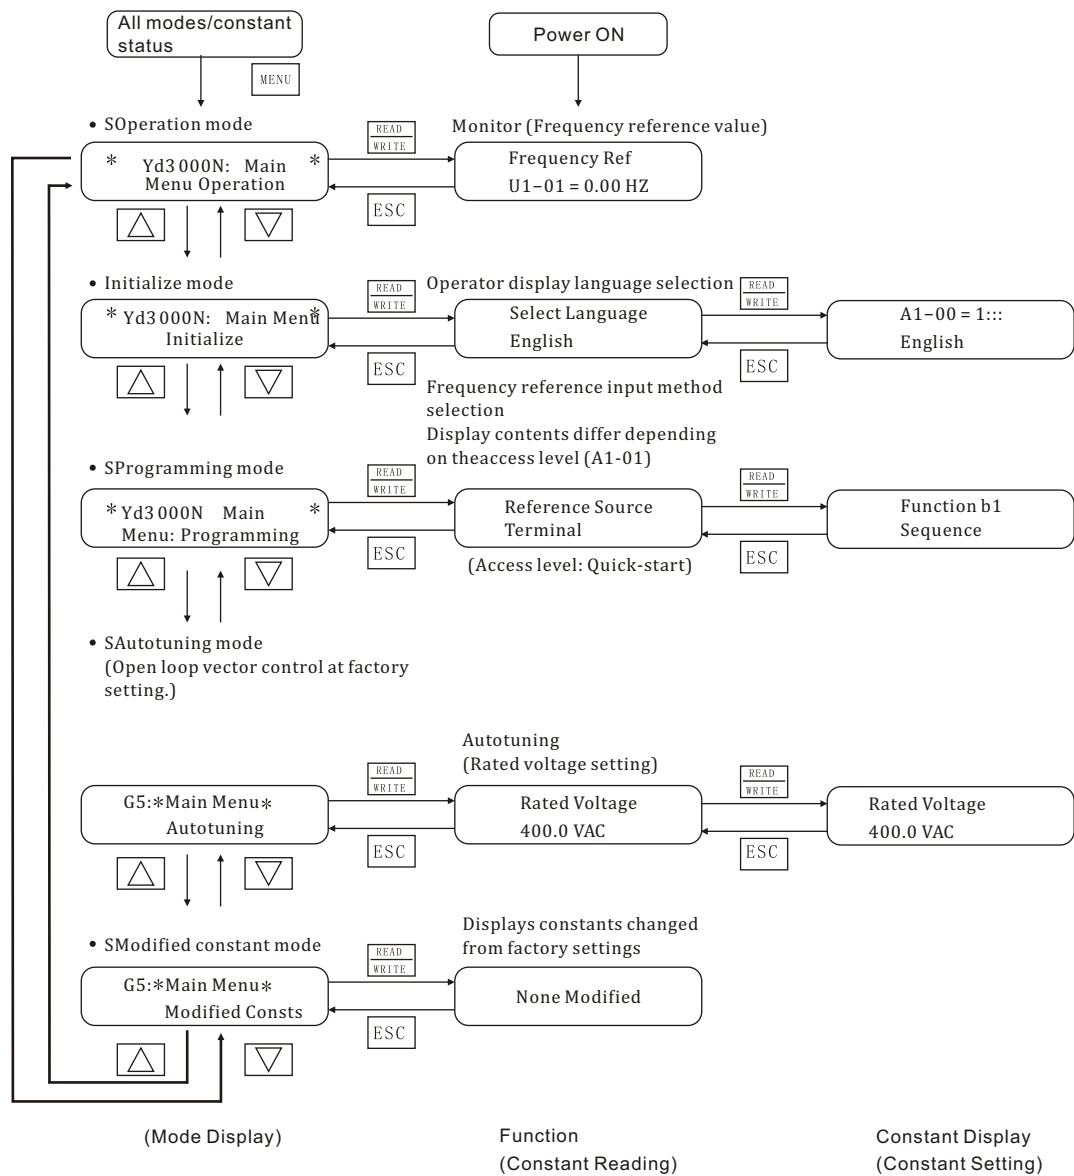 All modes/constant
status
Power ON
MENU
• SOperation mode
READ
WRITE
Monitor (Frequency reference value)
* Yd3000N: Main *
Menu Operation
Frequency Ref
U1-01 = 0.00 HZ
ESC
• Initialize mode
READ
WRITE
Operator display language selection
READ
WRITE
* Yd3000N: Main Menu *
Initialize
Select Language
English
A1-00 = 1:::
English
ESC
ESC
Frequency reference input method
selection
Display contents differ depending
on theaccess level (A1-01)
• SProgramming mode
READ
WRITE
READ
WRITE
* Yd3000N Main *
Menu: Programming
Reference Source
Terminal
Function b1
Sequence
ESC
(Access level: Quick-start)
ESC
• SAutotuning mode
(Open loop vector control at factory
setting.)
Autotuning
(Rated voltage setting)
READ
WRITE
READ
WRITE
G5:*Main Menu*
Autotuning
Rated Voltage
400.0 VAC
Rated Voltage
400.0 VAC
ESC
ESC
• SModified constant mode
READ
WRITE
Displays constants changed
from factory settings
G5:*Main Menu*
Modified Consts
None Modified
ESC
(Mode Display)
Function
(Constant Reading)
Constant Display
(Constant Setting)